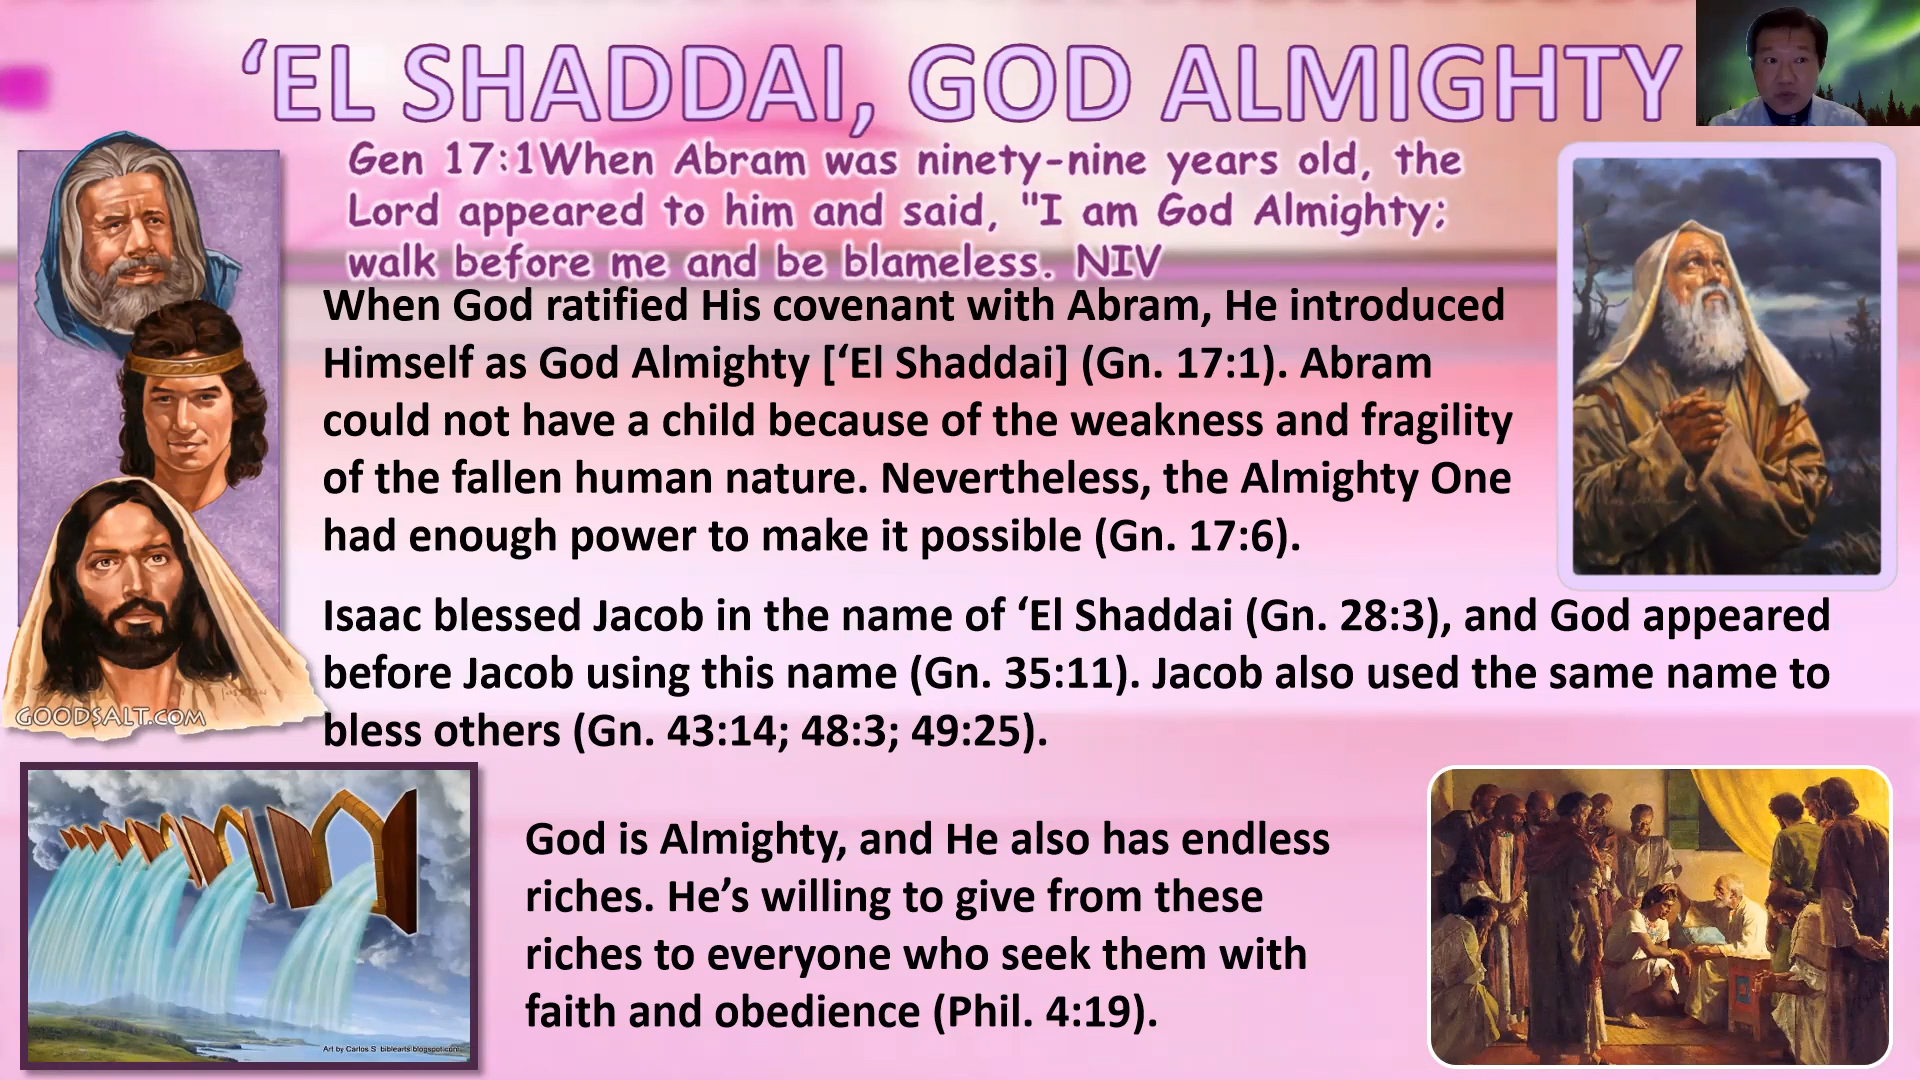 ‘EL SHADDAI, GOD ALMIGHTY
Gen 17:1When Abram was ninety-nine years old, the
Lord appeared to him and said, "I am God Almighty;
walk before me and be blameless. NIV
When God ratified His covenant with Abram, He introduced
Himself as God Almighty [‘El Shaddai] (Gn. 17:1). Abram
could not have a child because of the weakness and fragility
of the fallen human nature. Nevertheless, the Almighty One
had enough power to make it possible (Gn. 17:6).
Isaac blessed Jacob in the name of ‘El Shaddai (Gn. 28:3), and God appeared
before Jacob using this name (Gn. 35:11). Jacob also used the same name to
bless others (Gn. 43:14; 48:3; 49:25).
GOODSALT.COM
God is Almighty, and He also has endless
riches. He’s willing to give from these
riches to everyone who seek them with
faith and obedience (Phil. 4:19).
Art by Carlos S biblearts.blogspot.com